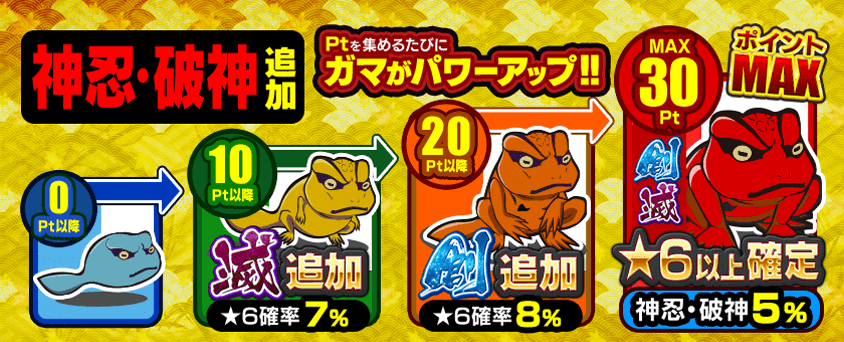 神忍・破神追加
Ptを集めるたびに
ガマがパワーアップ!!
ポイント
MAX
0
Pt以降
10
Pt以降
滅追加
★6確率7%
20
Pt以降
剛追加
★6確率8%
MAX
30
Pt
剛
滅
★6以上確定
神忍・破神5%